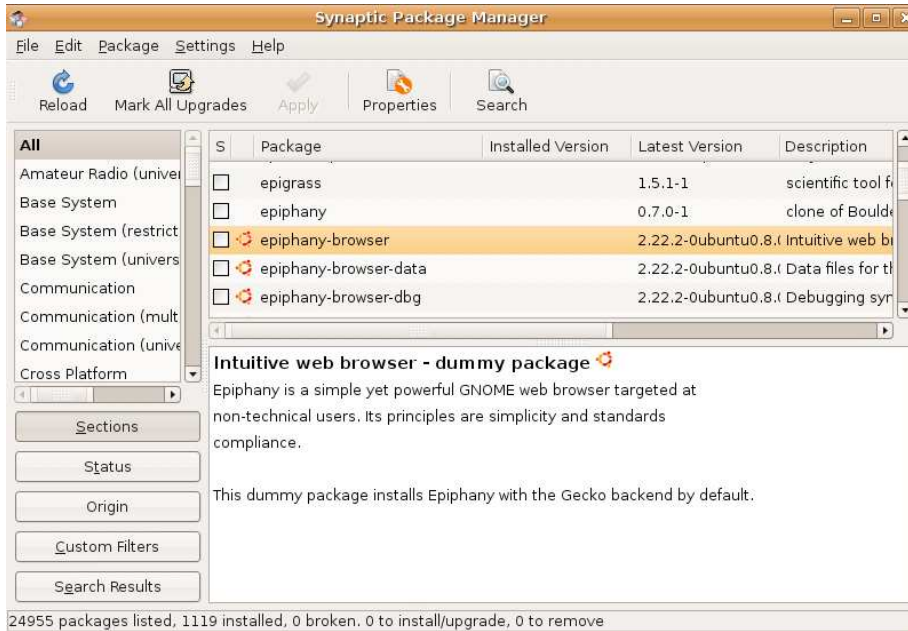 Synaptic Package Manager
File Edit Package Settings Help
Reload Mark All Upgrades Apply Properties Search
All
Amateur Radio (univer
Base System
Base System (restrict
Base System (univers
Communication
Communication (mult
Communication (unive
Cross Platform
Sections
Status
Origin
Custom Filters
Search Results
S Package Installed Version Latest Version Description
epigrass 1.5.1-1 scientific tool f
epiphany 0.7.0-1 clone of Boulde
epiphany-browser 2.22.2-0ubuntu0.8.( Intuitive web b
epiphany-browser-data 2.22.2-0ubuntu0.8.( Data files for t
epiphany-browser-dbg 2.22.2-0ubuntu0.8.( Debugging syr
Intuitive web browser - dummy package
Epiphany is a simple yet powerful GNOME web browser targeted at
non-technical users. Its principles are simplicity and standards
compliance.
This dummy package installs Epiphany with the Gecko backend by default.
24955 packages listed, 1119 installed, 0 broken. 0 to install/upgrade, 0 to remove